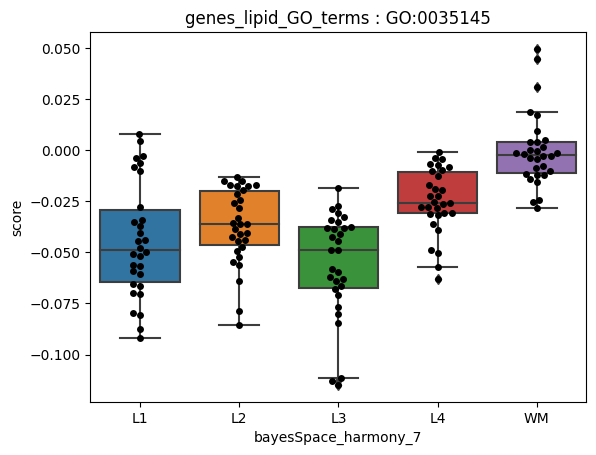 genes_lipid_GO_terms : GO:0035145
0.050
0.025
0.000
−0.025
−0.050
−0.075
−0.100
score
L1
L2
L3
L4
WM
bayesSpace_harmony_7